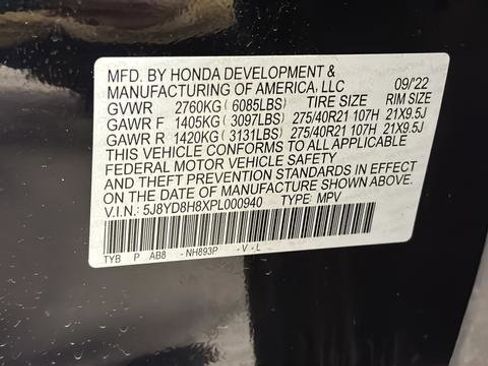 MFD. BY HONDA DEVELOPMENT &
MANUFACTURING OF AMERICA, LLC 09/'22
GVWR 2760KG ( 6085LBS) TIRE SIZE RIM SIZE
GAWR F 1405KG ( 3097LBS) 275/40R21 107H 21X9.5J
GAWR R 1420KG ( 3131LBS) 275/40R21 107H 21X9.5J
THIS VEHICLE CONFORMS TO ALL APPLICABLE
FEDERAL MOTOR VEHICLE SAFETY
AND THEFT PREVENTION STANDARDS IN EFFECT
ON THE DATE OF MANUFACTURE SHOWN ABOVE.
V.I.N.: 5J8YD8H8XPL000940 TYPE: MPV
TYB P AB8 - NH893P - V - L